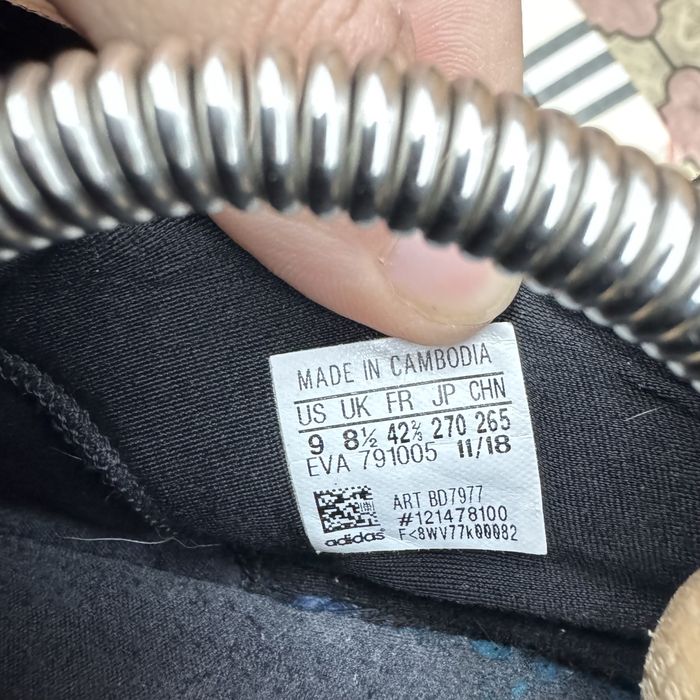 MADE IN CAMBODIA
US UK FR JP CHN
9 8½ 42⅔ 270 265
EVA 791005 11/18
ART BD7977
#121478100
adidas F<8WV77k00082